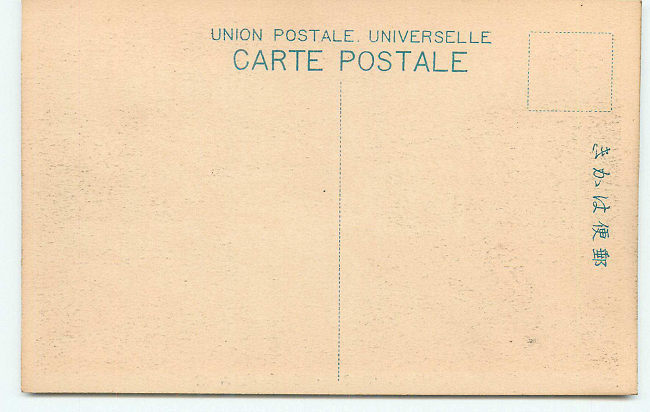 UNION POSTALE. UNIVERSELLE
CARTE POSTALE
郵便はかき